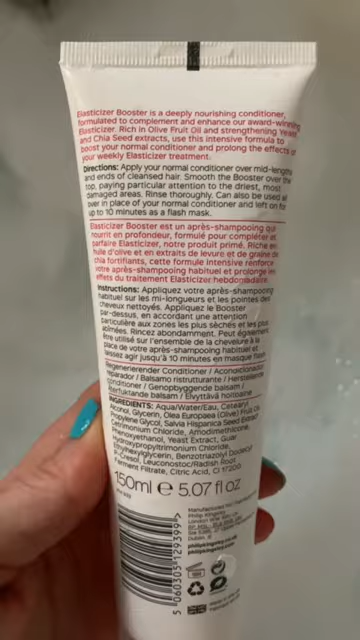 Elasticizer Booster is a deeply nourishing conditioner,
formulated to complement and enhance our award-winning
Elasticizer. Rich in Olive Fruit Oil and strengthening Yeast
and Chia Seed extracts, use this intensive formula to
boost your normal conditioner and prolong the effects of
your weekly Elasticizer treatment.
Directions: Apply your normal conditioner over mid-lengths
and ends of cleansed hair. Smooth the Booster over the
top, paying particular attention to the driest, most
damaged areas. Rinse thoroughly. Can also be used all
over in place of your normal conditioner and left on for
up to 10 minutes as a flash mask.
Elasticizer Booster est un après-shampooing qui
nourrit en profondeur, formulé pour compléter et
parfaire Elasticizer, notre produit primé. Riche en
huile d'olive et en extraits de levure et de graine de
chia fortifiants, cette formule intensive renforce
votre après-shampooing habituel et prolonge les
effets du traitement Elasticizer hebdomadaire.
Instructions: Appliquez votre après-shampooing
habituel sur les mi-longueurs et les pointes des
cheveux nettoyés. Appliquez le Booster
par-dessus, en accordant une attention
particulière aux zones les plus sèches et les plus
abîmées. Rincez abondamment. Peut également
être utilisé sur l'ensemble de la chevelure à la
place de votre après-shampooing habituel et
laissez agir jusqu'à 10 minutes en masque flash.
Regenerierender Conditioner / Acondicionador
reparador / Balsamo ristrutturante / Herstellende
conditioner / Genopbyggende balsam /
Återfuktande balsam / Elvyttävä hoitoaine
INGREDIENTS: Aqua/Water/Eau, Cetearyl
Alcohol, Glycerin, Olea Europaea (Olive) Fruit Oil,
Propylene Glycol, Salvia Hispanica Seed Extract
Cetrimonium Chloride, Amodimethicone,
Phenoxyethanol, Yeast Extract, Guar
Hydroxypropyltrimonium Chloride,
Ethylhexylglycerin, Benzotriazolyl Dodecyl
P-Cresol, Leuconostoc/Radish Root
Ferment Filtrate, Citric Acid, CI 17200
150ml e 5.07 fl oz
Manufactured
Philip Kingsley
London
philipkingsley.co.uk
philipkingsley.com
5 060305 129399 >